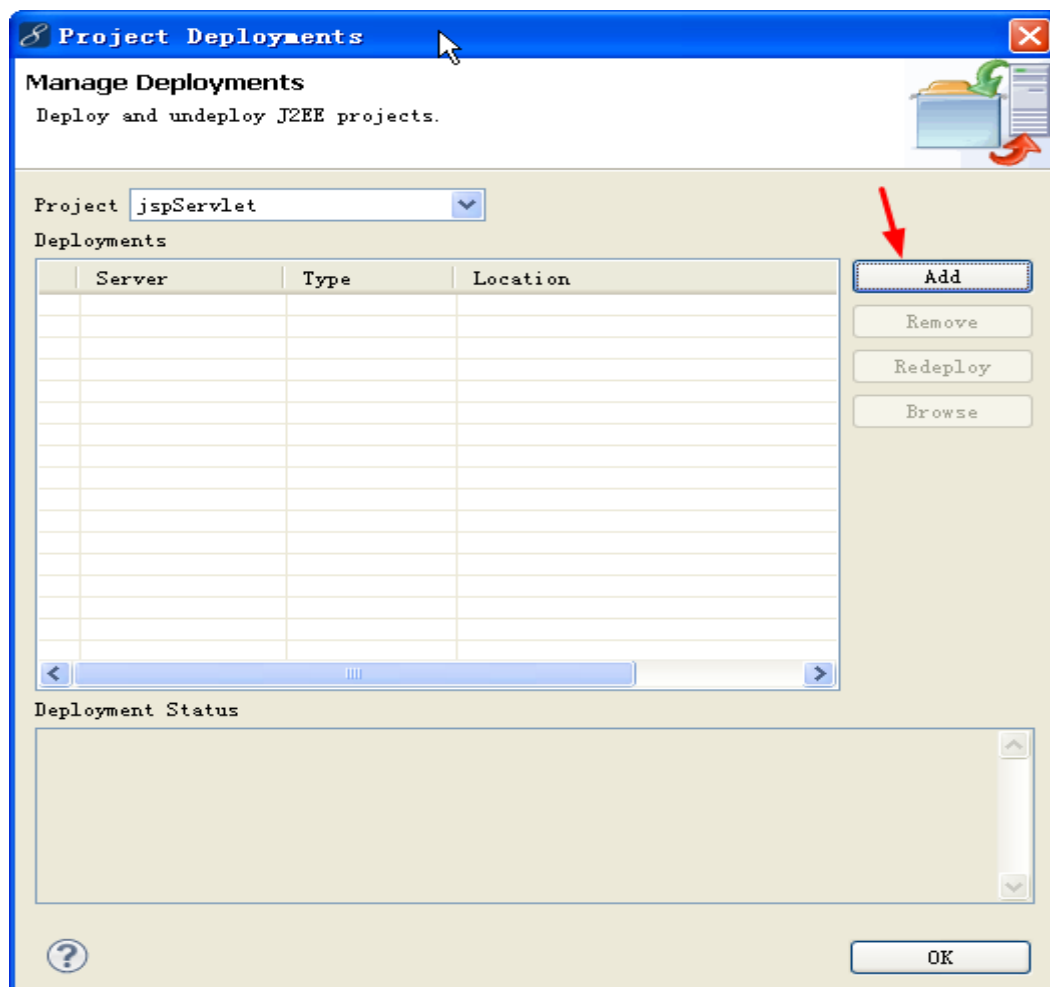 Project Deployments
Manage Deployments
Deploy and undeploy J2EE projects.
Project jspServlet
Deployments
Server Type Location
Add
Remove
Redeploy
Browse
Deployment Status
?
OK